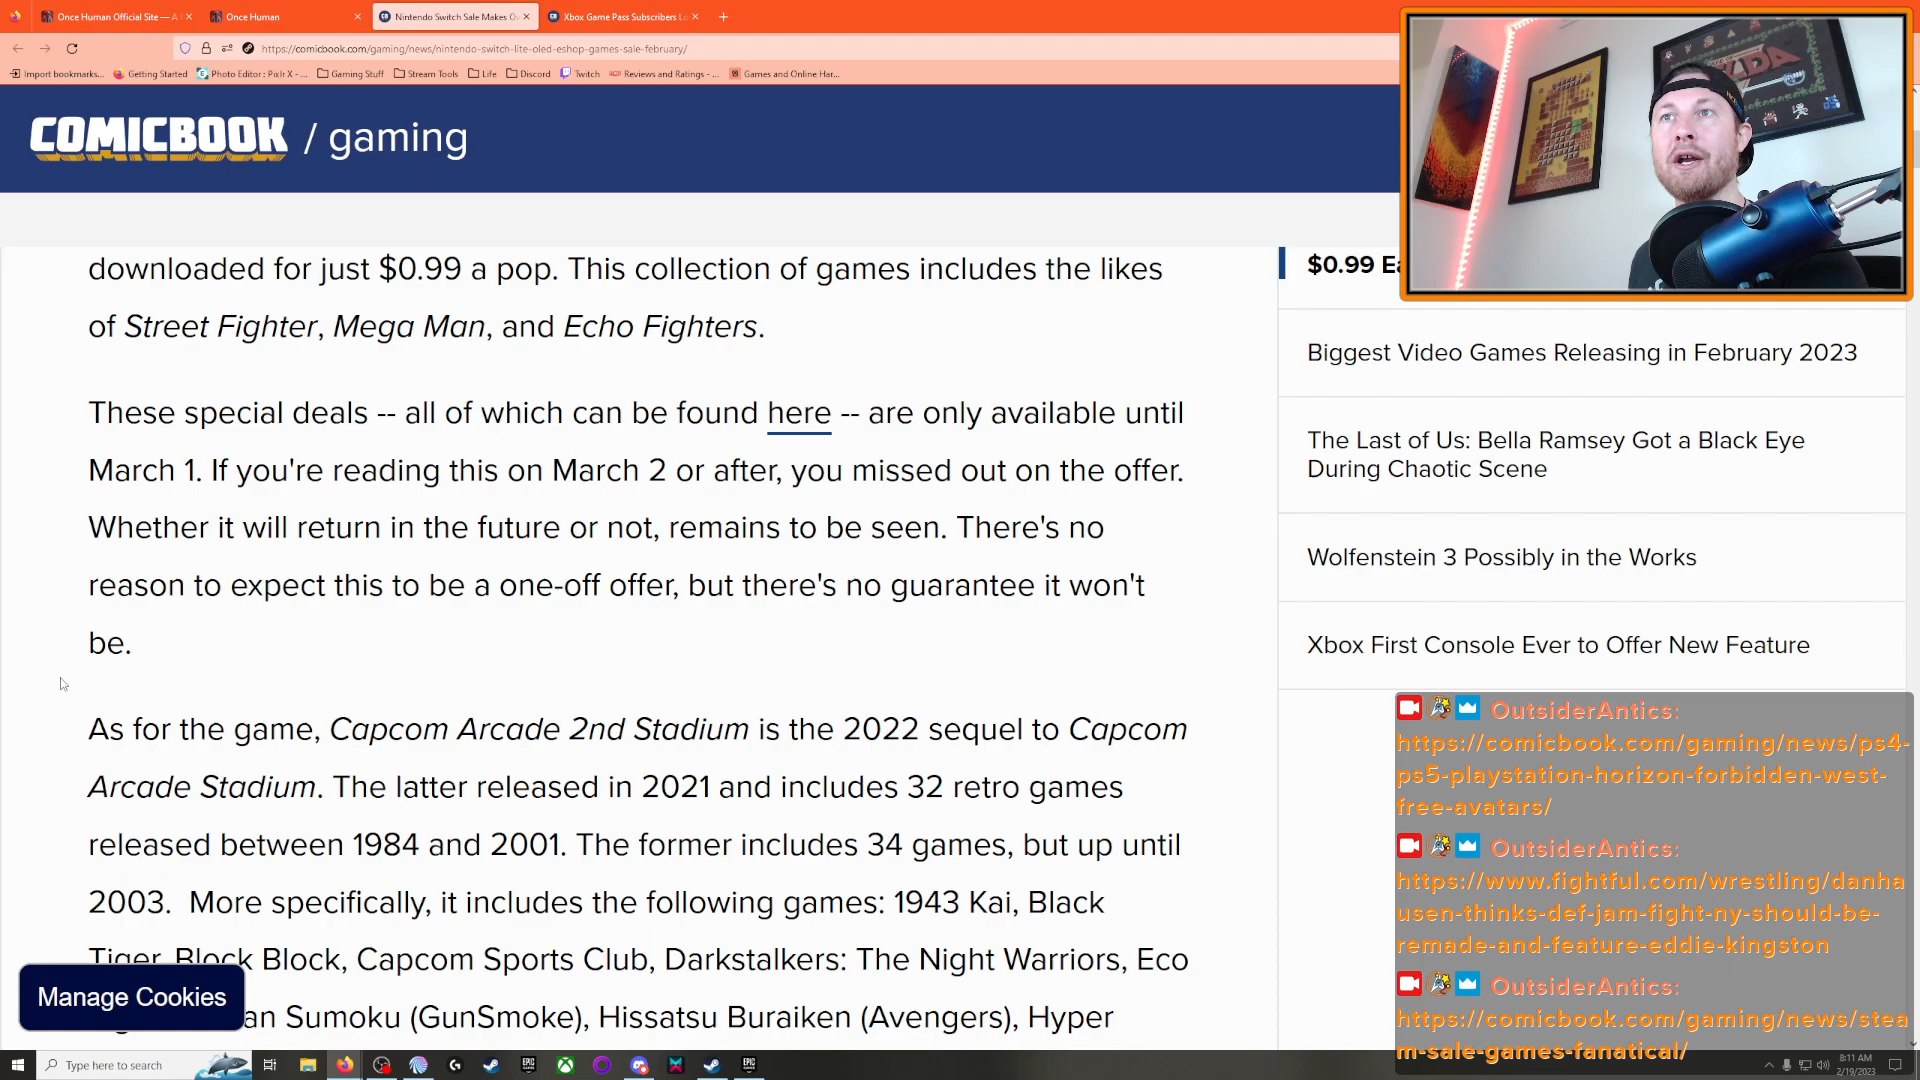 Once Human Official Site — A
Once Human
Nintendo Switch Sale Makes O
Xbox Game Pass Subscribers Lo
https://comicbook.com/gaming/news/nintendo-switch-lite-oled-eshop-games-sale-february/
Import bookmarks...
Getting Started
Photo Editor : Pixlr X - ...
Gaming Stuff
Stream Tools
Life
Discord
Twitch
Reviews and Ratings - ...
Games and Online Har...
COMICBOOK / gaming
downloaded for just $0.99 a pop. This collection of games includes the likes
of Street Fighter, Mega Man, and Echo Fighters.
These special deals -- all of which can be found here -- are only available until
March 1. If you're reading this on March 2 or after, you missed out on the offer.
Whether it will return in the future or not, remains to be seen. There's no
reason to expect this to be a one-off offer, but there's no guarantee it won't
be.
As for the game, Capcom Arcade 2nd Stadium is the 2022 sequel to Capcom
Arcade Stadium. The latter released in 2021 and includes 32 retro games
released between 1984 and 2001. The former includes 34 games, but up until
2003. More specifically, it includes the following games: 1943 Kai, Black
Tiger, Block Block, Capcom Sports Club, Darkstalkers: The Night Warriors, Eco
an Sumoku (GunSmoke), Hissatsu Buraiken (Avengers), Hyper
Manage Cookies
$0.99 Ea
Biggest Video Games Releasing in February 2023
The Last of Us: Bella Ramsey Got a Black Eye
During Chaotic Scene
Wolfenstein 3 Possibly in the Works
Xbox First Console Ever to Offer New Feature
OutsiderAntics:
https://comicbook.com/gaming/news/ps4-
ps5-playstation-horizon-forbidden-west-
free-avatars/
OutsiderAntics:
https://www.fightful.com/wrestling/danha
usen-thinks-def-jam-fight-ny-should-be-
remade-and-feature-eddie-kingston
OutsiderAntics:
https://comicbook.com/gaming/news/stea
m-sale-games-fanatical/
Type here to search
8:11 AM
2/19/2023